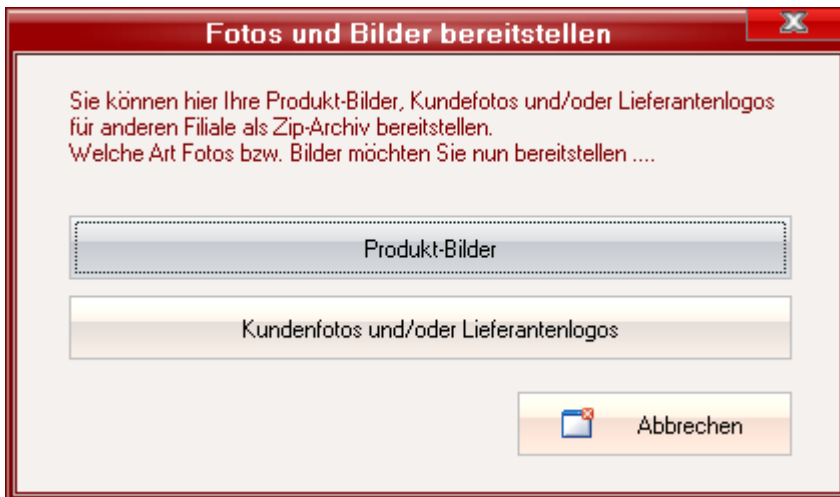 Fotos und Bilder bereitstellen
Sie können hier Ihre Produkt-Bilder, Kundefotos und/oder Lieferantenlogos
für anderen Filiale als Zip-Archiv bereitstellen.
Welche Art Fotos bzw. Bilder möchten Sie nun bereitstellen ....
Produkt-Bilder
Kundenfotos und/oder Lieferantenlogos
Abbrechen